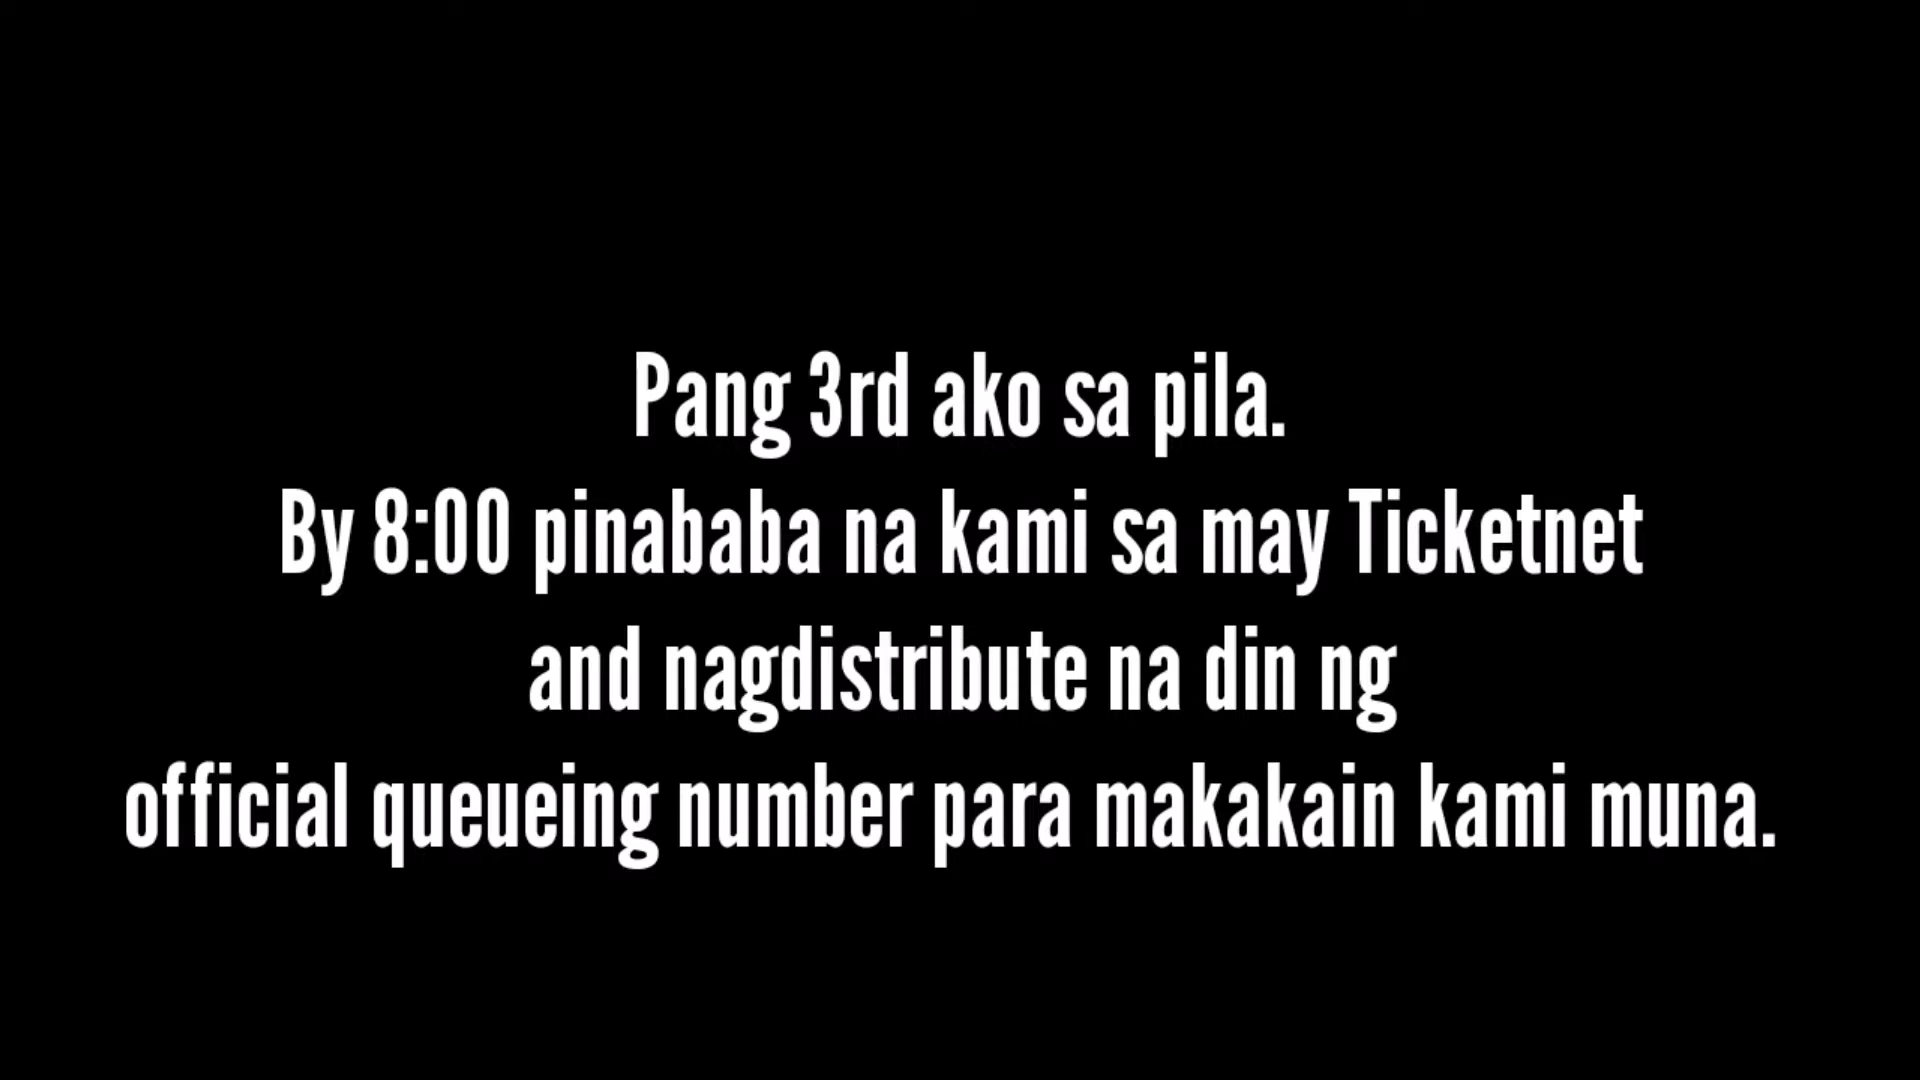 Pang 3rd ako sa pila.
By 8:00 pinababa na kami sa may Ticketnet
and nagdistribute na din ng
official queueing number para makakain kami muna.